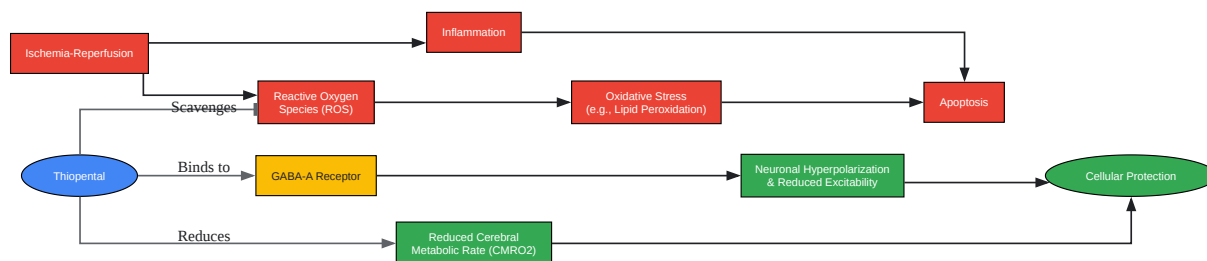 Inflammation
Ischemia-Reperfusion
Reactive Oxygen
Species (ROS)
Oxidative Stress
(e.g., Lipid Peroxidation)
Apoptosis
Scavenges
Thiopental
Binds to
GABA-A Receptor
Neuronal Hyperpolarization
& Reduced Excitability
Cellular Protection
Reduces
Reduced Cerebral
Metabolic Rate (CMRO2)